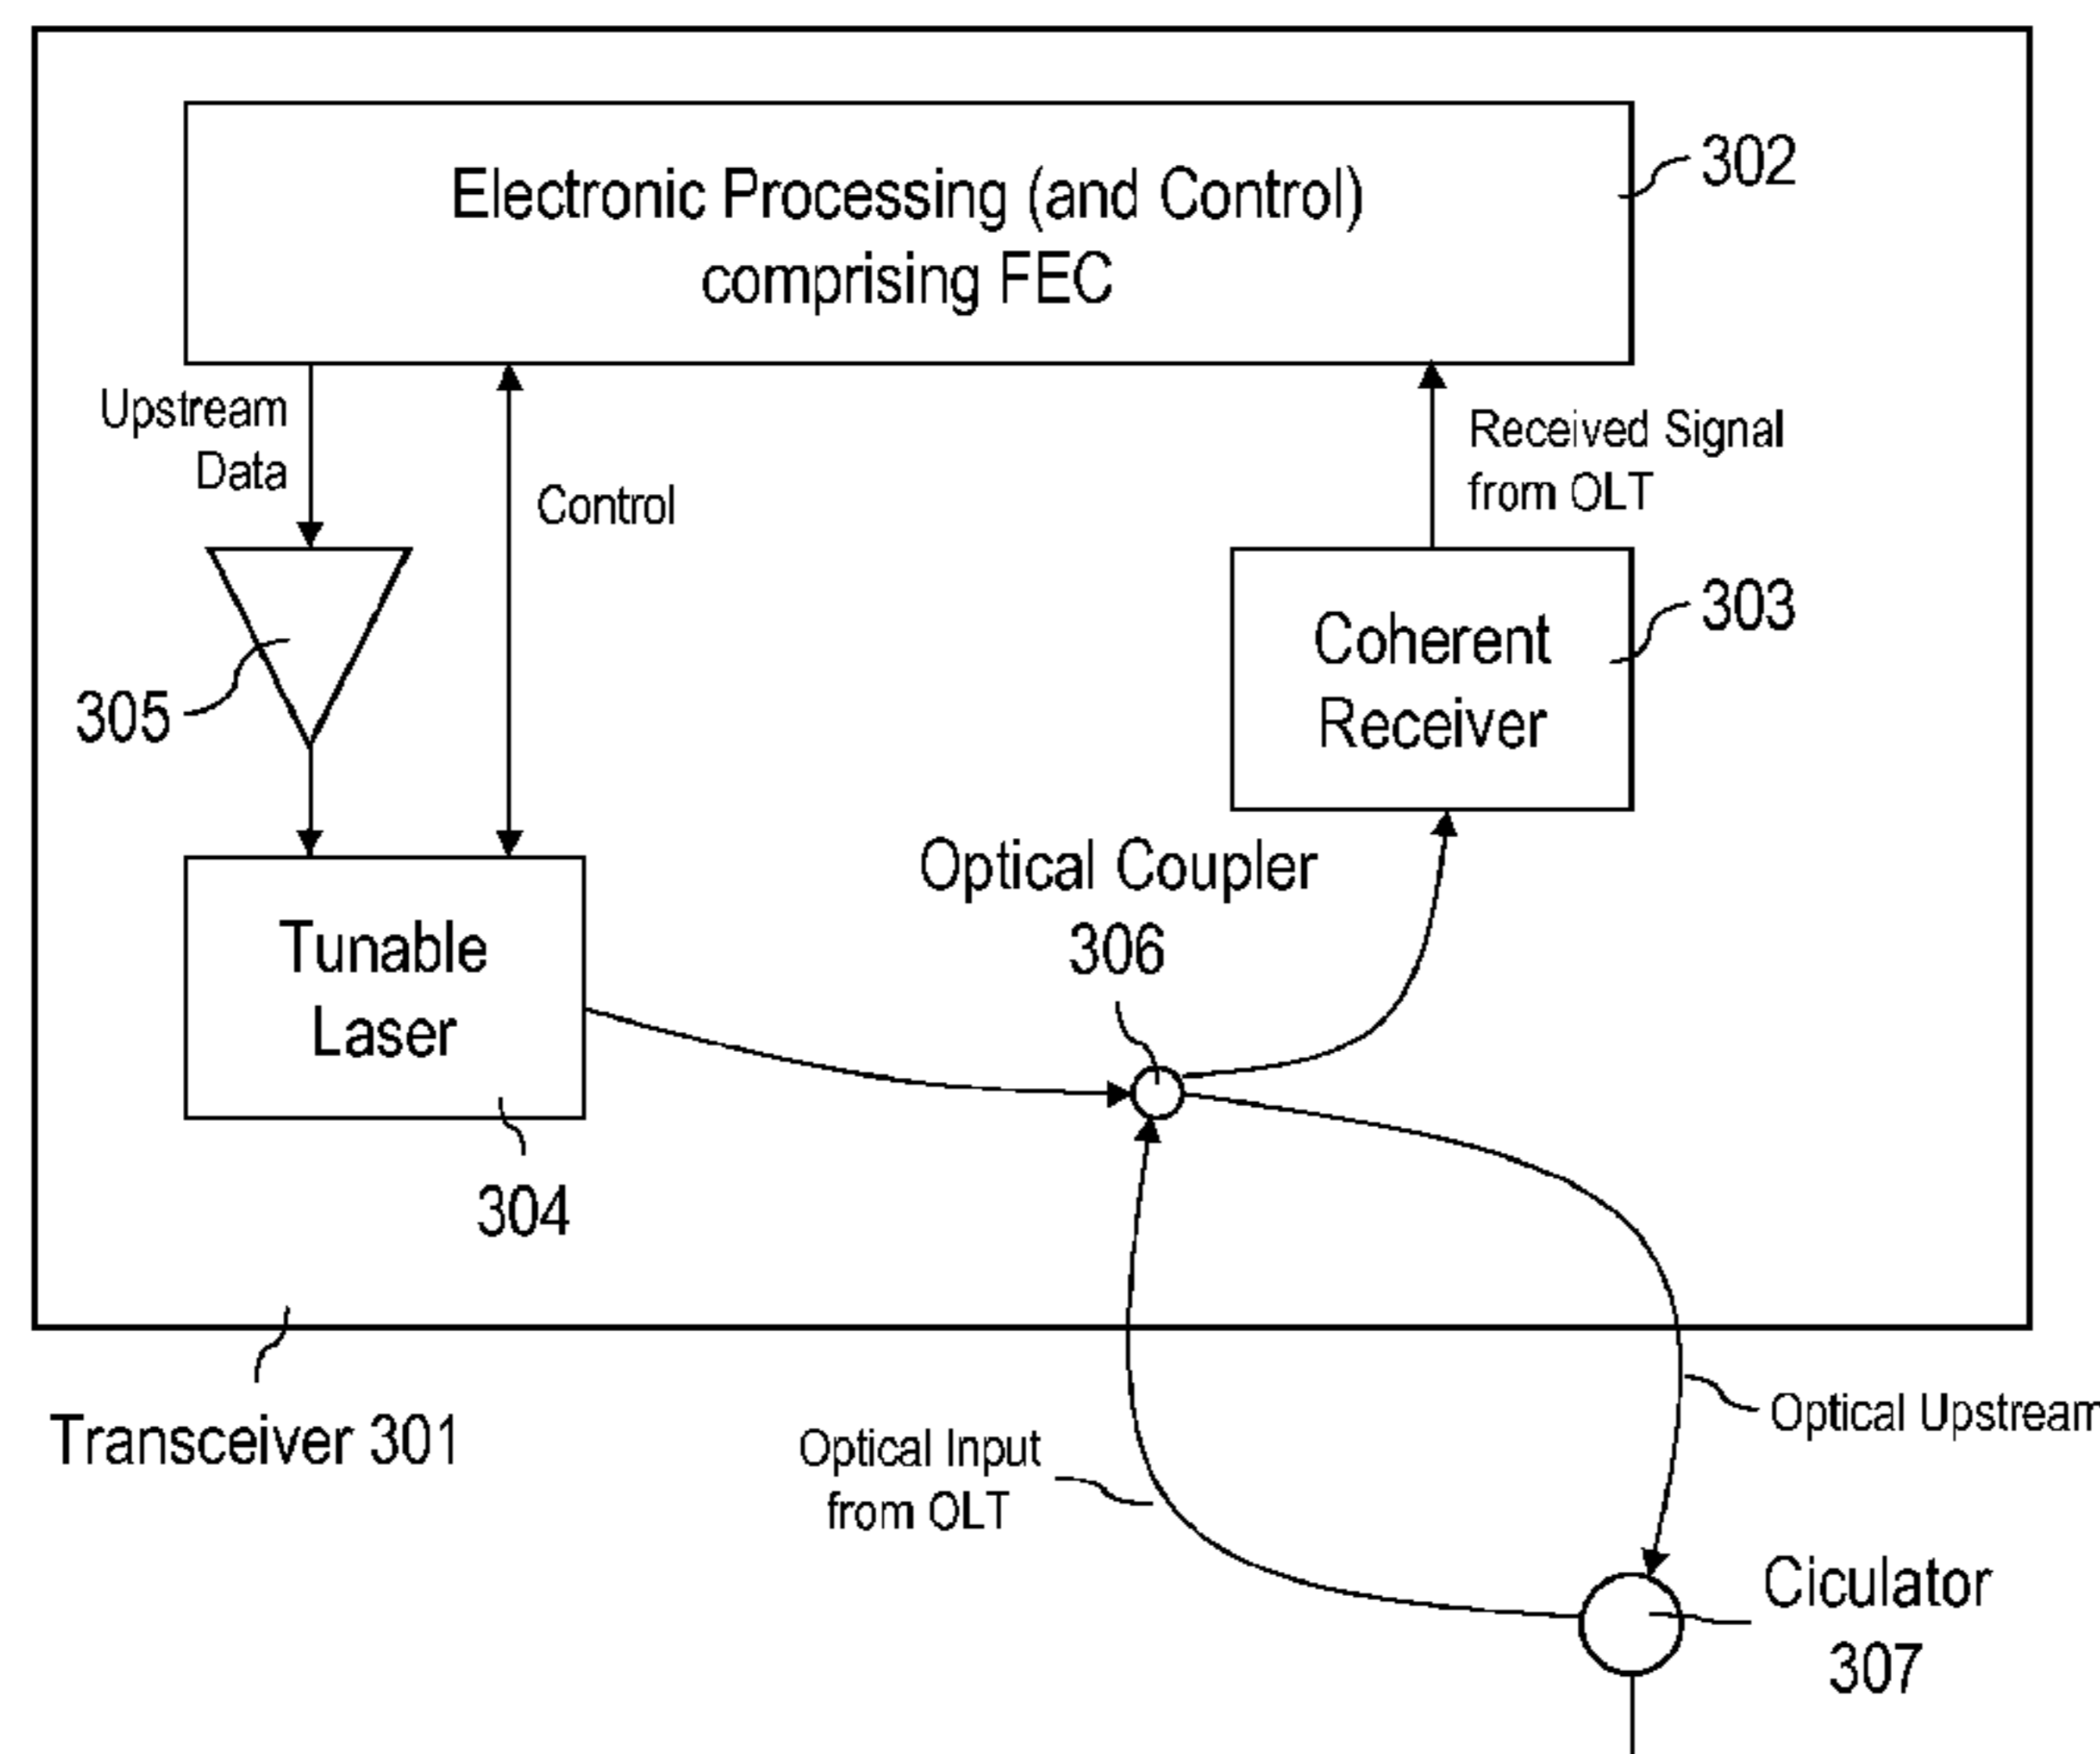 Electronic Processing (and Control)
comprising FEC
302
Upstream
Data
Control
Received Signal
from OLT
305
Coherent
Receiver
303
Optical Coupler
306
Tunable
Laser
304
Transceiver 301
Optical Input
from OLT
Optical Upstream
Ciculator
307